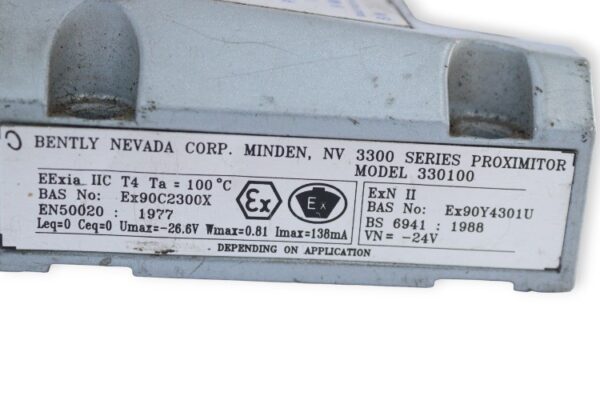 BENTLY NEVADA CORP. MINDEN, NV 3300 SERIES PROXIMITOR
MODEL 330100
EExia IIC T4 Ta = 100°C
BAS No: Ex90C2300X
EN50020 : 1977
Leq=0 Ceq=0 Umax=-26.6V Wmax=0.81 Imax=138mA
Ex
Ex
ExN II
BAS No: Ex90Y4301U
BS 6941 : 1988
VN= -24V
DEPENDING ON APPLICATION